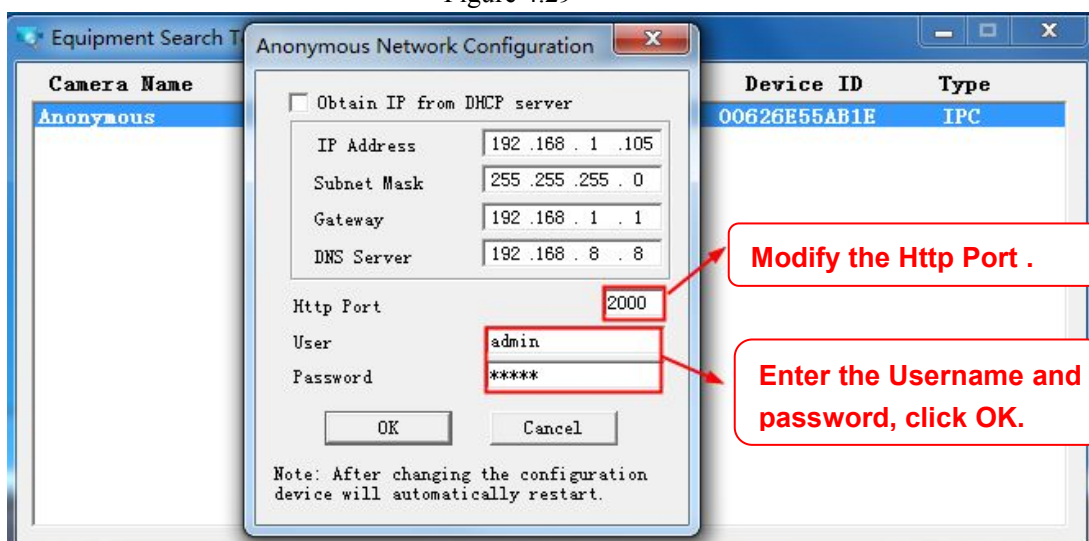 Equipment Search T
Anonymous Network Configuration
Camera Name
Device ID
Type
Anonymous
00626E55AB1E
IPC
Obtain IP from DHCP server
IP Address 192 .168 . 1 .105
Subnet Mask 255 .255 .255 . 0
Gateway 192 .168 . 1 . 1
DNS Server 192 .168 . 8 . 8
Http Port 2000
User admin
Password *****
OK Cancel
Note: After changing the configuration
device will automatically restart.
Modify the Http Port .
Enter the Username and
password, click OK.